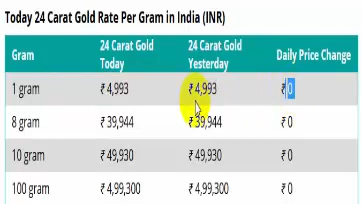 Today 24 Carat Gold Rate Per Gram in India (INR)
Gram 24 Carat Gold Today 24 Carat Gold Yesterday Daily Price Change
1 gram ₹ 4,993 ₹ 4,993 ₹ 0
8 gram ₹ 39,944 ₹ 39,944 ₹ 0
10 gram ₹ 49,930 ₹ 49,930 ₹ 0
100 gram ₹ 4,99,300 ₹ 4,99,300 ₹ 0